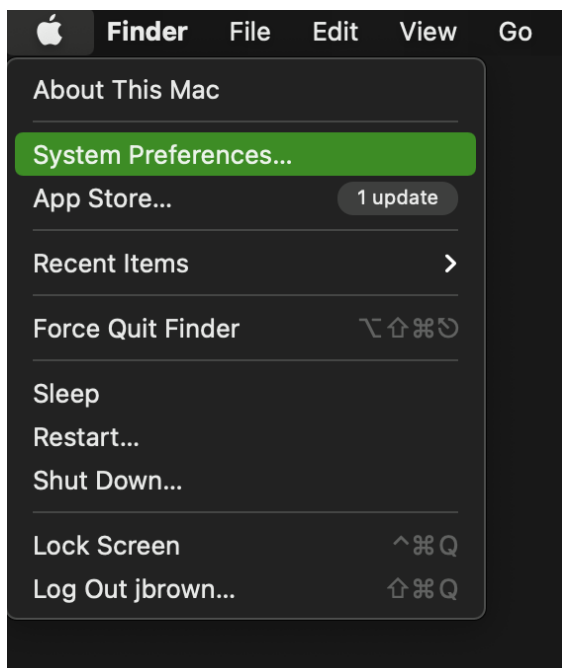 Finder File Edit View Go
About This Mac
System Preferences...
App Store... 1 update
Recent Items
Force Quit Finder ⌥⇧⌘⎋
Sleep
Restart...
Shut Down...
Lock Screen ^⌘Q
Log Out jbrown... ⇧⌘Q